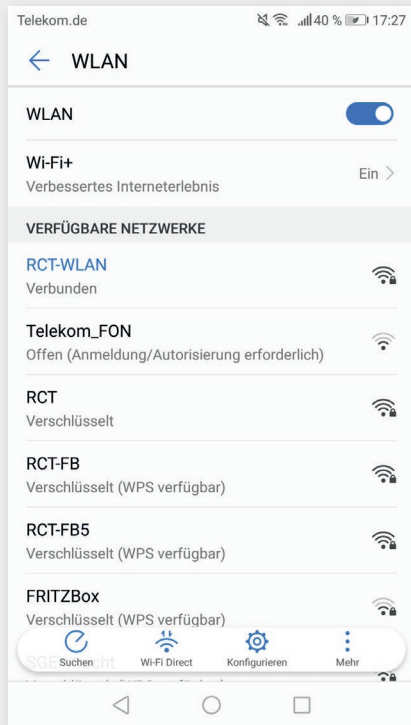 Telekom.de 40 % 17:27
WLAN
WLAN
Wi-Fi+
Verbessertes Interneterlebnis
Ein
VERFÜGBARE NETZWERKE
RCT-WLAN
Verbunden
Telekom_FON
Offen (Anmeldung/Autorisierung erforderlich)
RCT
Verschlüsselt
RCT-FB
Verschlüsselt (WPS verfügbar)
RCT-FB5
Verschlüsselt (WPS verfügbar)
FRITZBox
Verschlüsselt (WPS verfügbar)
Suchen Wi-Fi Direct Konfigurieren Mehr